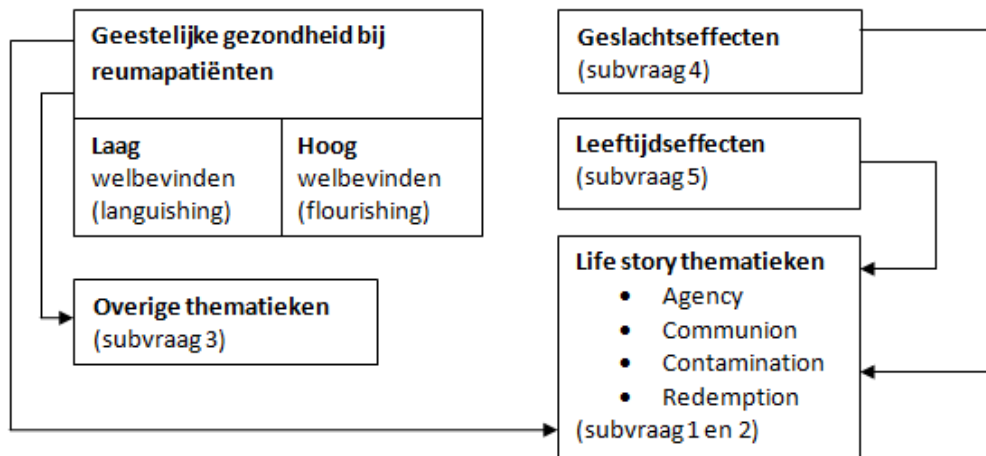 Geestelijke gezondheid bij
reumapatiënten
Laag
welbevinden
(languishing)
Hoog
welbevinden
(flourishing)
Overige thematieken
(subvraag 3)
Geslachtseffecten
(subvraag 4)
Leeftijdseffecten
(subvraag 5)
Life story thematieken
• Agency
• Communion
• Contamination
• Redemption
(subvraag 1 en 2)